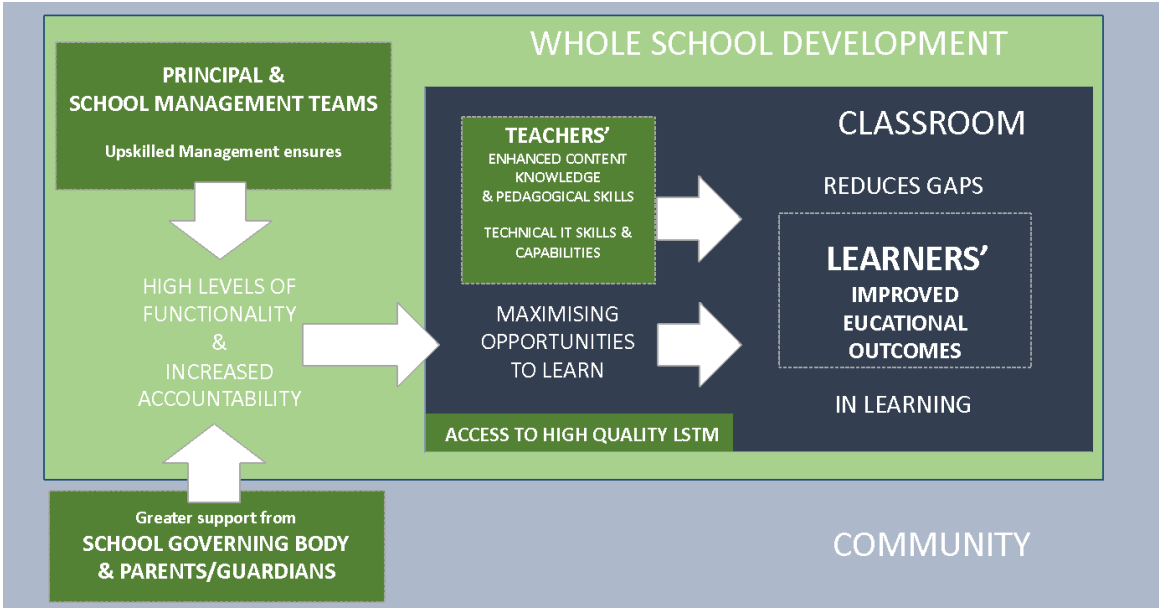 WHOLE SCHOOL DEVELOPMENT
PRINCIPAL &
SCHOOL MANAGEMENT TEAMS
Upskilled Management ensures
HIGH LEVELS OF
FUNCTIONALITY
&
INCREASED
ACCOUNTABILITY
Greater support from
SCHOOL GOVERNING BODY
& PARENTS/GUARDIANS
CLASSROOM
TEACHERS’
ENHANCED CONTENT
KNOWLEDGE
& PEDAGOGICAL SKILLS
TECHNICAL IT SKILLS &
CAPABILITIES
MAXIMISING
OPPORTUNITIES
TO LEARN
ACCESS TO HIGH QUALITY LSTM
REDUCES GAPS
LEARNERS’
IMPROVED
EUCATIONAL
OUTCOMES
IN LEARNING
COMMUNITY